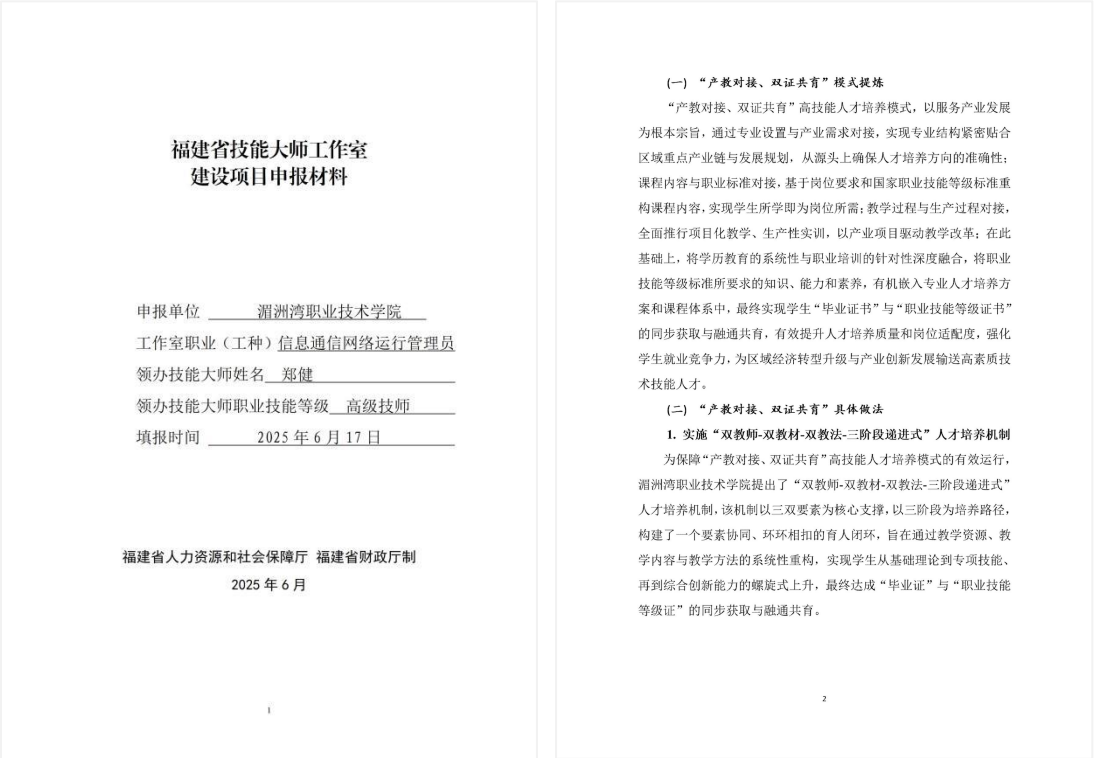 福建省技能大师工作室
建设项目申报材料
申报单位 湄洲湾职业技术学院
工作室职业（工种）信息通信网络运行管理员
领办技能大师姓名 郑健
领办技能大师职业技能等级 高级技师
填报时间 2025 年 6 月 17 日
福建省人力资源和社会保障厅 福建省财政厅制
2025 年 6 月
1
(一) “产教对接、双证共育”模式提炼
“产教对接、双证共育”高技能人才培养模式，以服务产业发展
为根本宗旨，通过专业设置与产业需求对接，实现专业结构紧密贴合
区域重点产业链与发展规划，从源头上确保人才培养方向的准确性；
课程内容与职业标准对接，基于岗位要求和国家职业技能等级标准重
构课程内容，实现学生所学即为岗位所需；教学过程与生产过程对接，
全面推行项目化教学、生产性实训，以产业项目驱动教学改革；在此
基础上，将学历教育的系统性与职业培训的针对性深度融合，将职业
技能等级标准所要求的知识、能力和素养，有机嵌入专业人才培养方
案和课程体系中，最终实现学生“毕业证书”与“职业技能等级证书”
的同步获取与融通共育，有效提升人才培养质量和岗位适配度，强化
学生就业竞争力，为区域经济转型升级与产业创新发展输送高素质技
术技能人才。
(二) “产教对接、双证共育”具体做法
1. 实施“双教师-双教材-双教法-三阶段递进式”人才培养机制
为保障“产教对接、双证共育”高技能人才培养模式的有效运行，
湄洲湾职业技术学院提出了“双教师-双教材-双教法-三阶段递进式”
人才培养机制，该机制以三双要素为核心支撑，以三阶段为培养路径，
构建了一个要素协同、环环相扣的育人闭环，旨在通过教学资源、教
学内容与教学方法的系统性重构，实现学生从基础理论到专项技能、
再到综合创新能力的螺旋式上升，最终达成“毕业证”与“职业技能
等级证”的同步获取与融通共育。
2